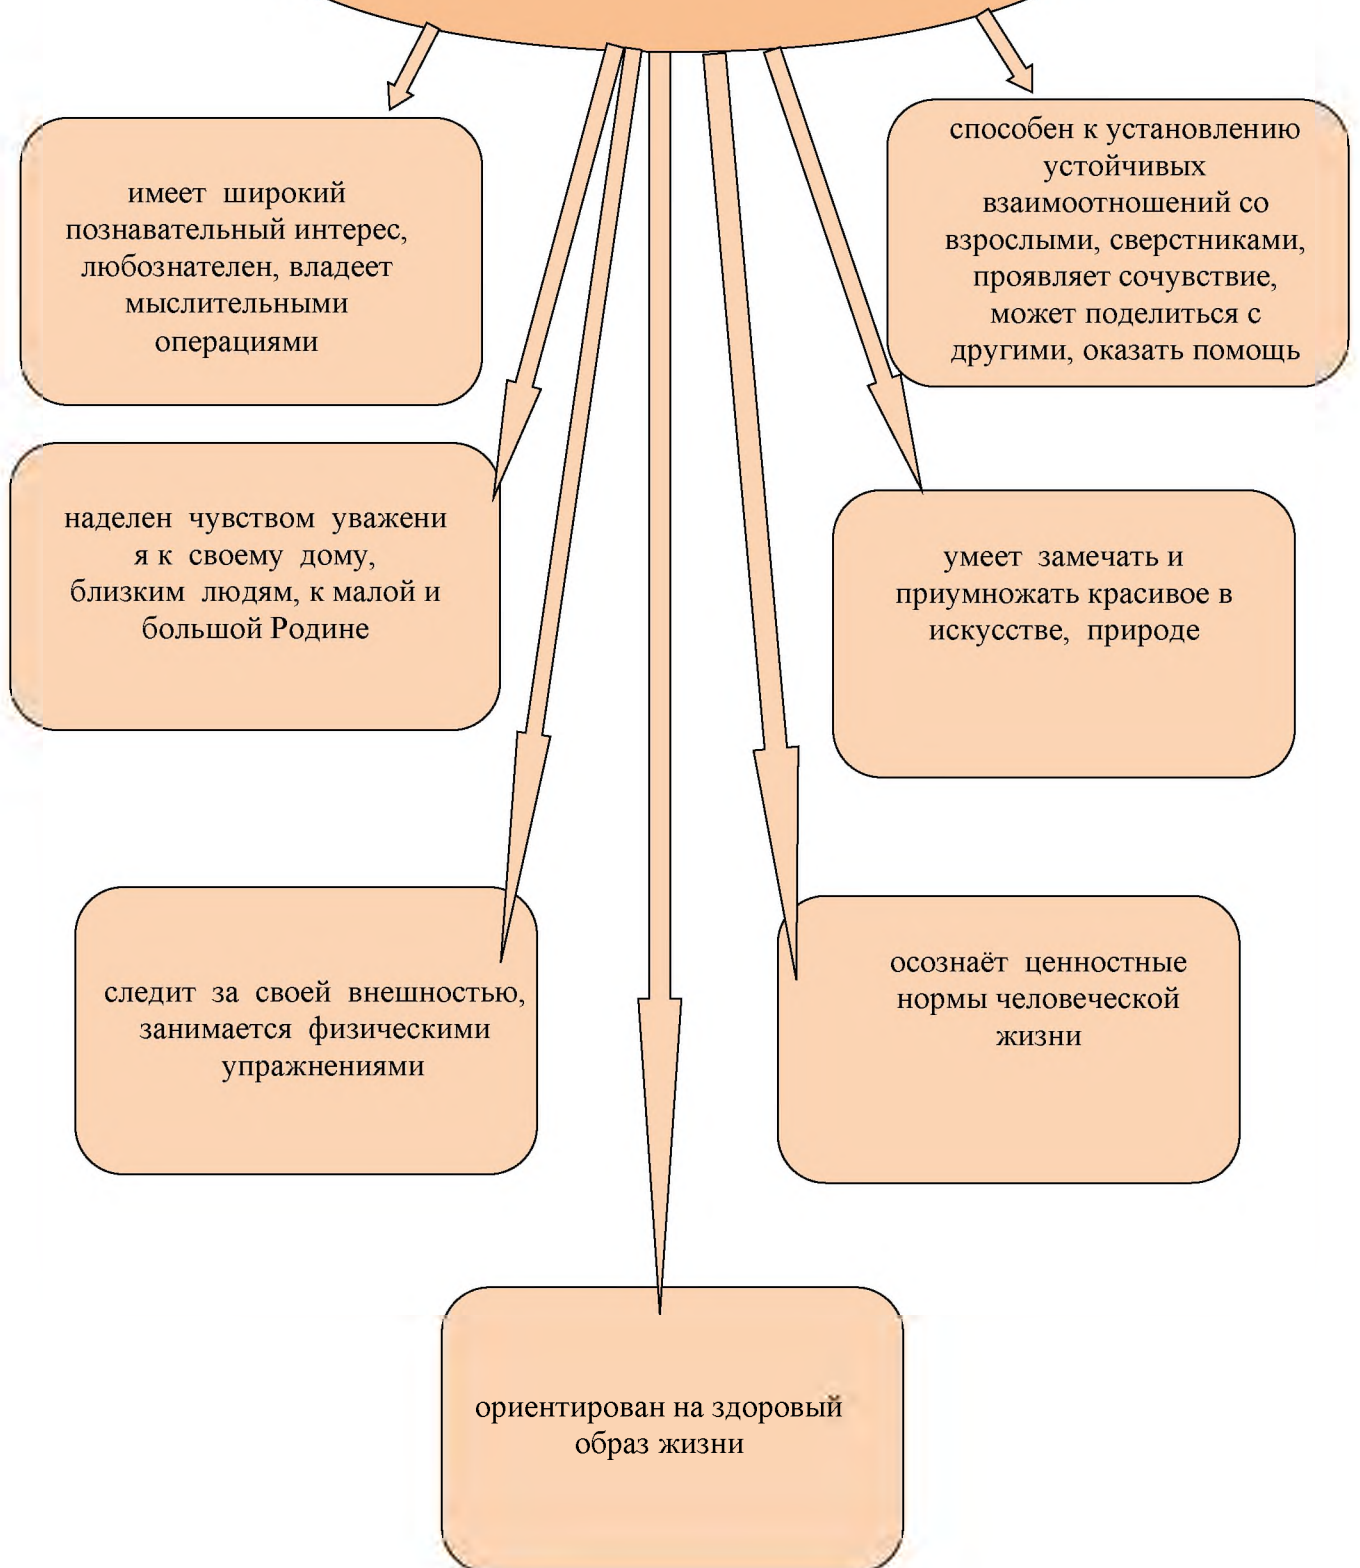 имеет широкий
познавательный интерес,
любознателен, владеет
мыслительными
операциями
способен к установлению
устойчивых
взаимоотношений со
взрослыми, сверстниками,
проявляет сочувствие,
может поделиться с
другими, оказать помощь
наделен чувством уважени
я к своему дому,
близким людям, к малой и
большой Родине
умеет замечать и
приумножать красивое в
искусстве, природе
следит за своей внешностью,
занимается физическими
упражнениями
осознаёт ценностные
нормы человеческой
жизни
ориентирован на здоровый
образ жизни